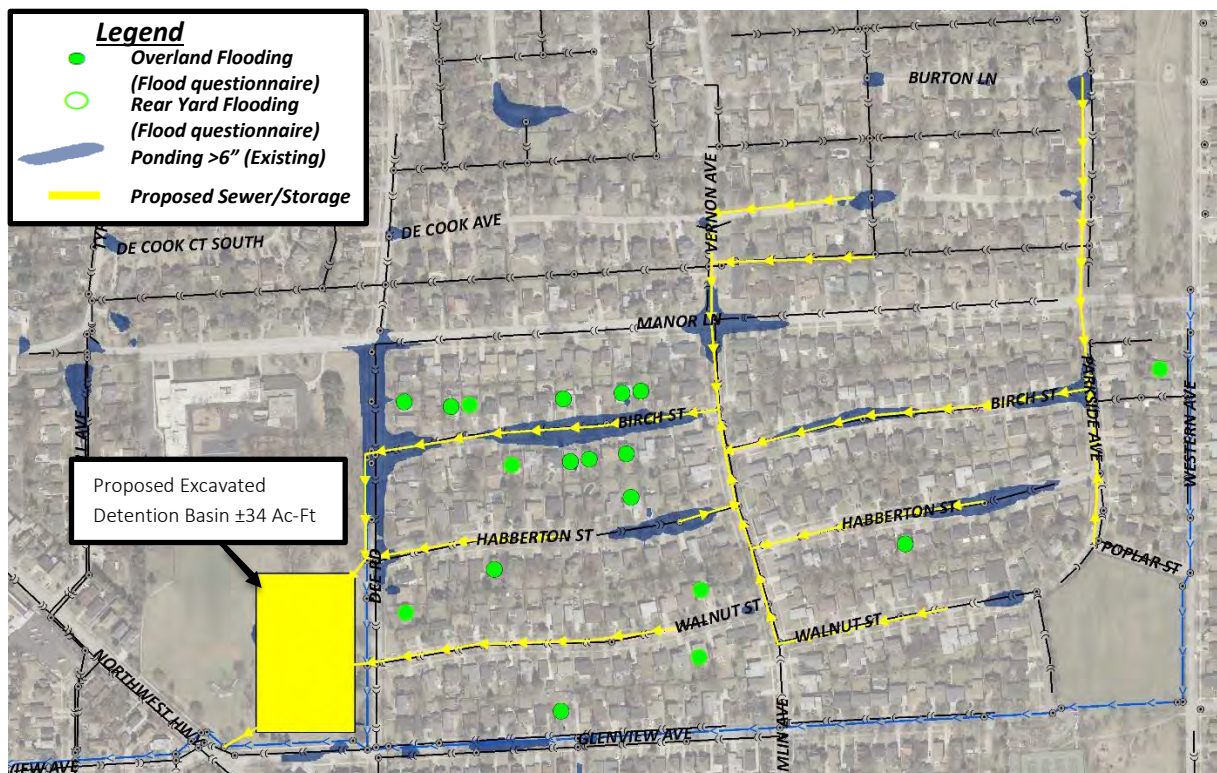 Legend
Overland Flooding
(Flood questionnaire)
Rear Yard Flooding
(Flood questionnaire)
Ponding >6” (Existing)
Proposed Sewer/Storage
BURTON LN
VERNON AVE
DE COOK AVE
DE COOK CT SOUTH
MANOR LN
BIRCH ST
BIRCH ST
PARKSIDE AVE
WESTERN AVE
L AVE
Proposed Excavated
Detention Basin ±34 Ac-Ft
HABBERTON ST
HABBERTON ST
DEE RD
POPLAR ST
WALNUT ST
WALNUT ST
NORTHWEST HWY
MILIN AVE
GLENVIEW AVE
VIEW AVE